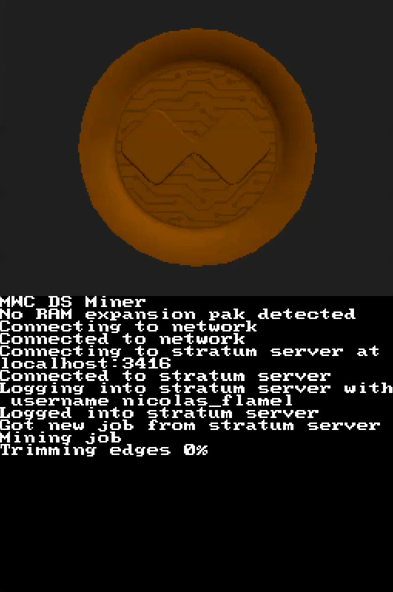 MWC DS Miner
No RAM expansion pak detected
Connecting to network
Connected to network
Connecting to stratum server at
localhost:3416
Connected to stratum server
Logging into stratum server with
username nicolas_flamel
Logged into stratum server
Got new job from stratum server
Mining job
Trimming edges 0%